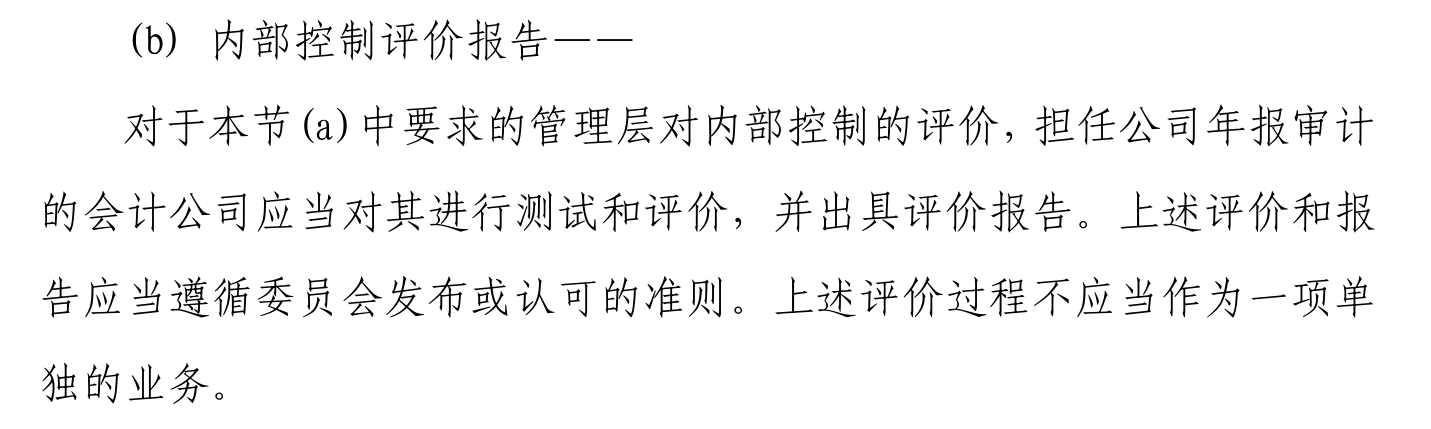 (b) 内部控制评价报告——
对于本节(a)中要求的管理层对内部控制的评价，担任公司年报审计
的会计公司应当对其进行测试和评价，并出具评价报告。上述评价和报
告应当遵循委员会发布或认可的准则。上述评价过程不应当作为一项单
独的业务。